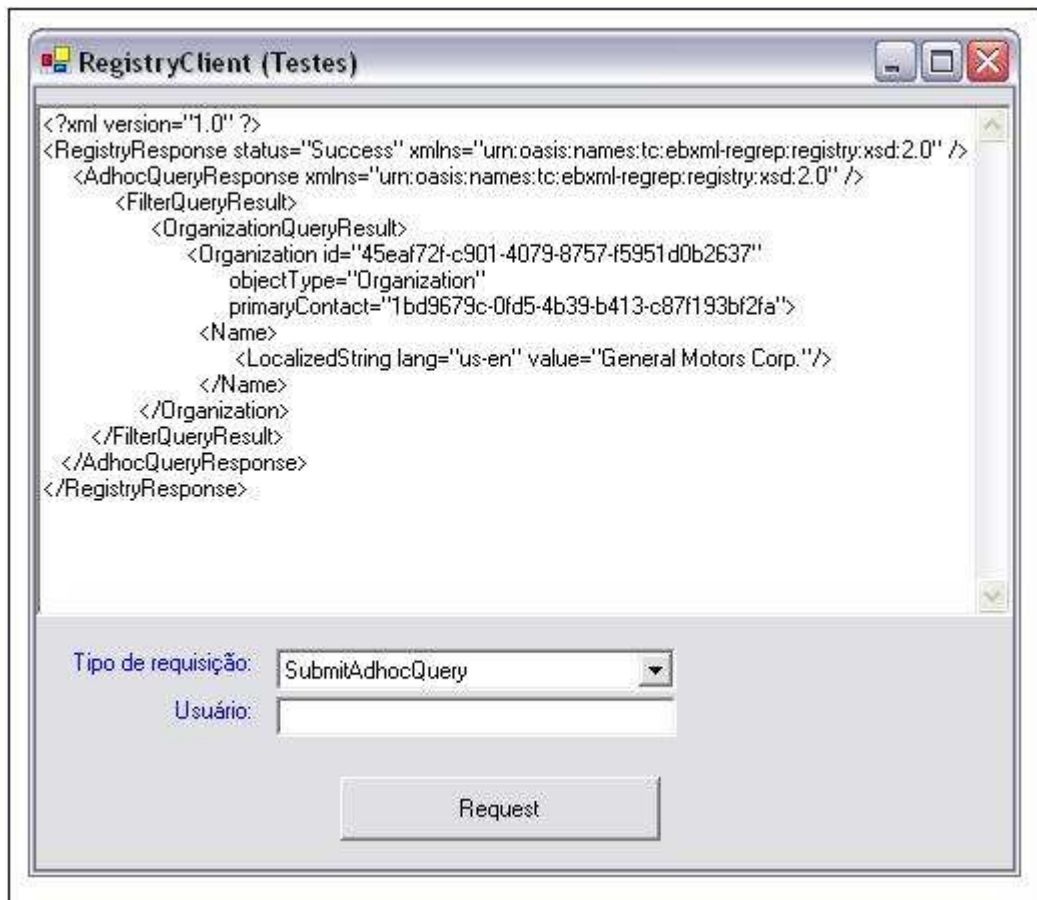 RegistryClient (Testes)
<?xml version="1.0" ?>
<RegistryResponse status="Success" xmlns="urn:oasis:names:tc:ebxml-regrep:registry:xsd:2.0" />
<AdhocQueryResponse xmlns="urn:oasis:names:tc:ebxml-regrep:registry:xsd:2.0" />
<FilterQueryResult>
<OrganizationQueryResult>
<Organization id="45eaf72f-c901-4079-8757-f5951d0b2637"
objectType="Organization"
primaryContact="1bd9679c-0fd5-4b39-b413-c87f193bf2fa">
<Name>
<LocalizedString lang="us-en" value="General Motors Corp."/>
</Name>
</Organization>
</FilterQueryResult>
</AdhocQueryResponse>
</RegistryResponse>
Tipo de requisição: SubmitAdhocQuery
Usuário:
Request